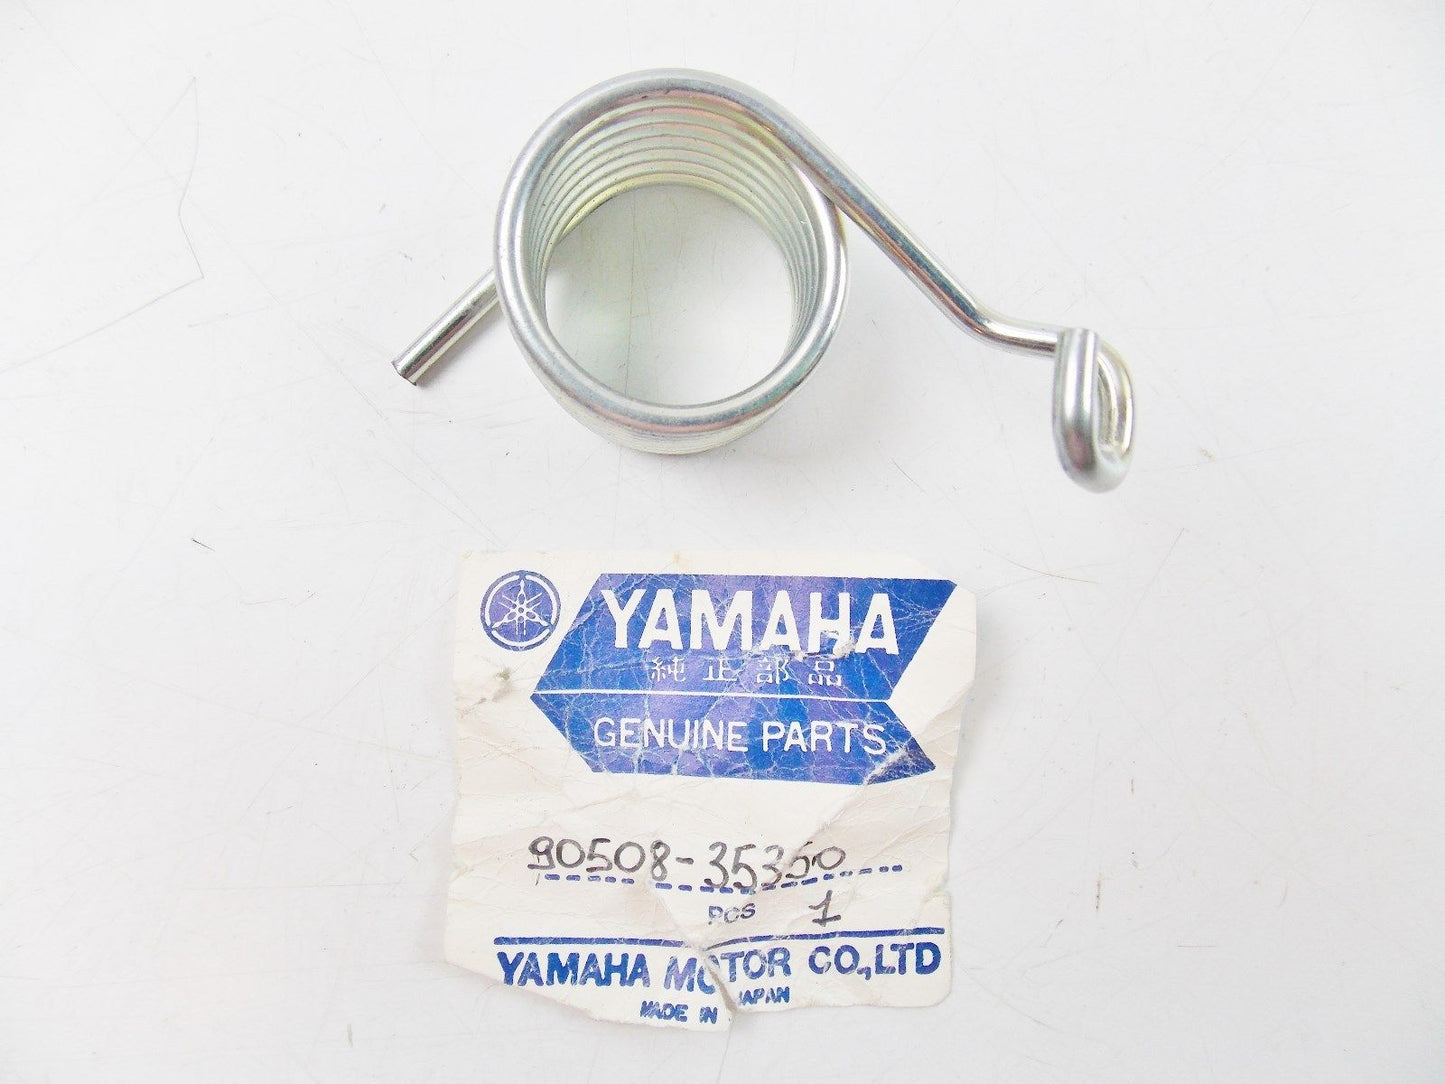 YAMAHA
純正部品
GENUINE PARTS
90508-35350
PCS 1
YAMAHA MOTOR CO.,LTD
MADE IN JAPAN